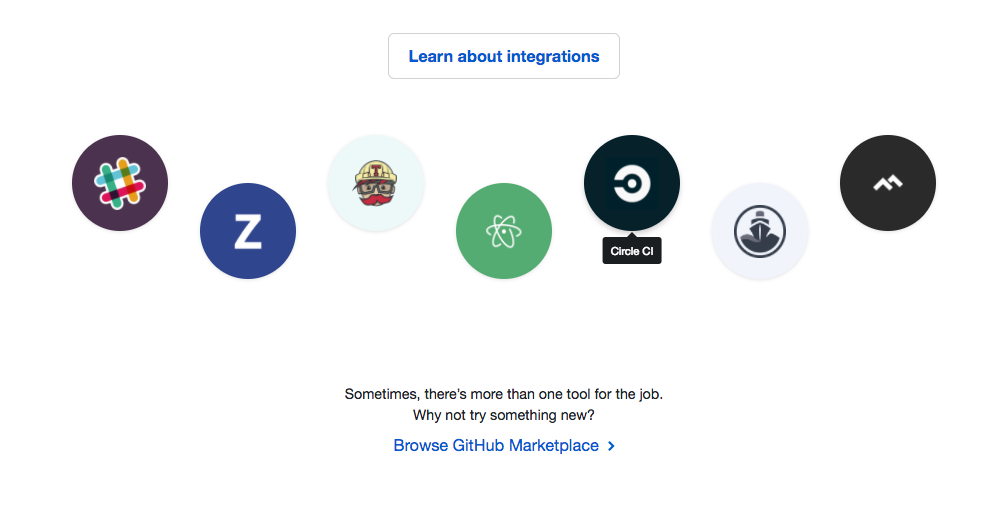 Learn about integrations
Z
T
Circle CI
Sometimes, there's more than one tool for the job.
Why not try something new?
Browse GitHub Marketplace